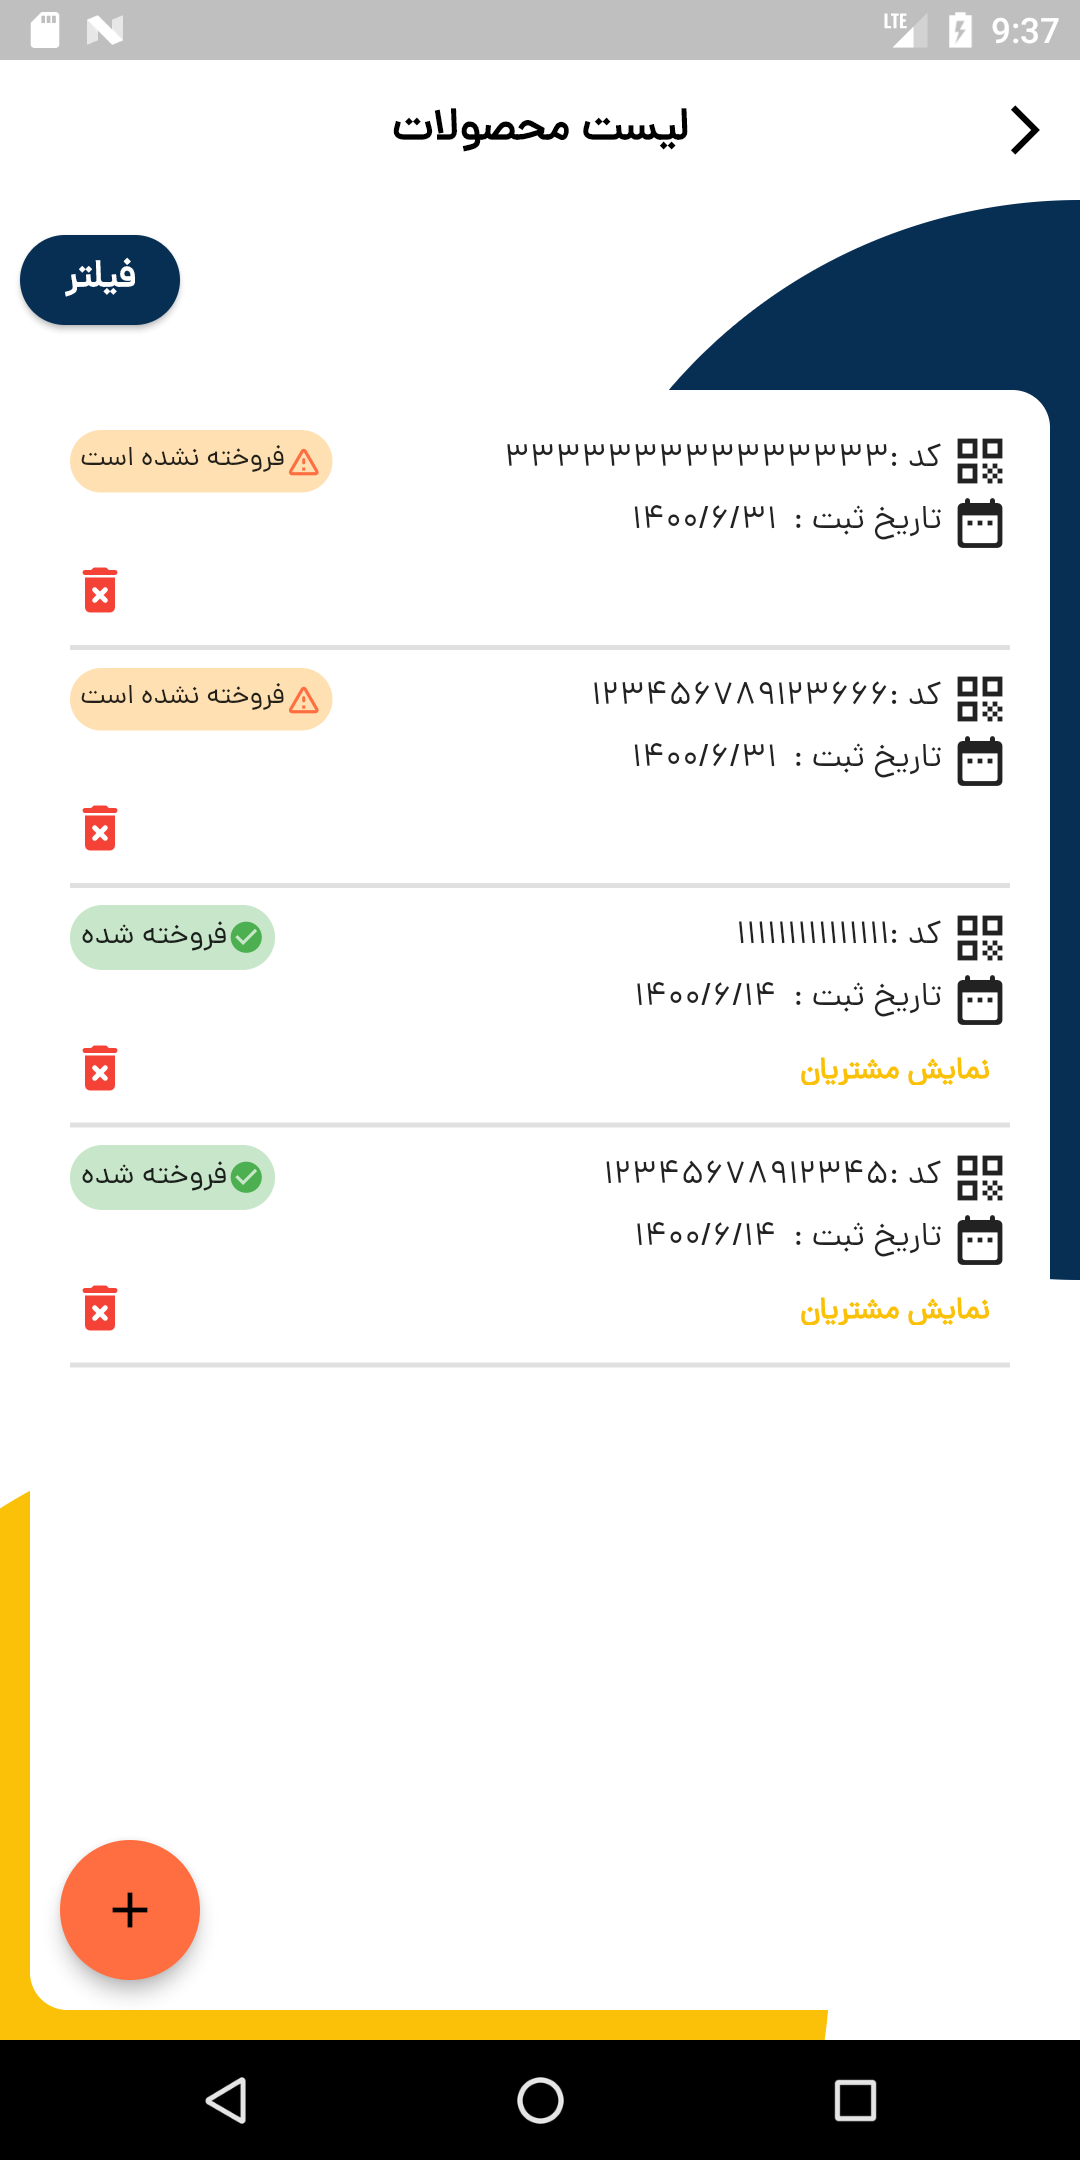 9:37
LTE
لیست محصولات
فیلتر
کد :۳۳۳۳۳۳۳۳۳۳۳۳۳۳۳
فروخته نشده است
تاریخ ثبت : ۱۴۰۰/۶/۳۱
کد :۱۲۳۴۵۶۷۸۹۱۲۳۶۶۶
فروخته نشده است
تاریخ ثبت : ۱۴۰۰/۶/۳۱
کد :۱۱۱۱۱۱۱۱۱۱۱۱۱۱۱
فروخته شده
تاریخ ثبت : ۱۴۰۰/۶/۱۴
نمایش مشتریان
کد :۱۲۳۴۵۶۷۸۹۱۲۳۴۵
فروخته شده
تاریخ ثبت : ۱۴۰۰/۶/۱۴
نمایش مشتریان